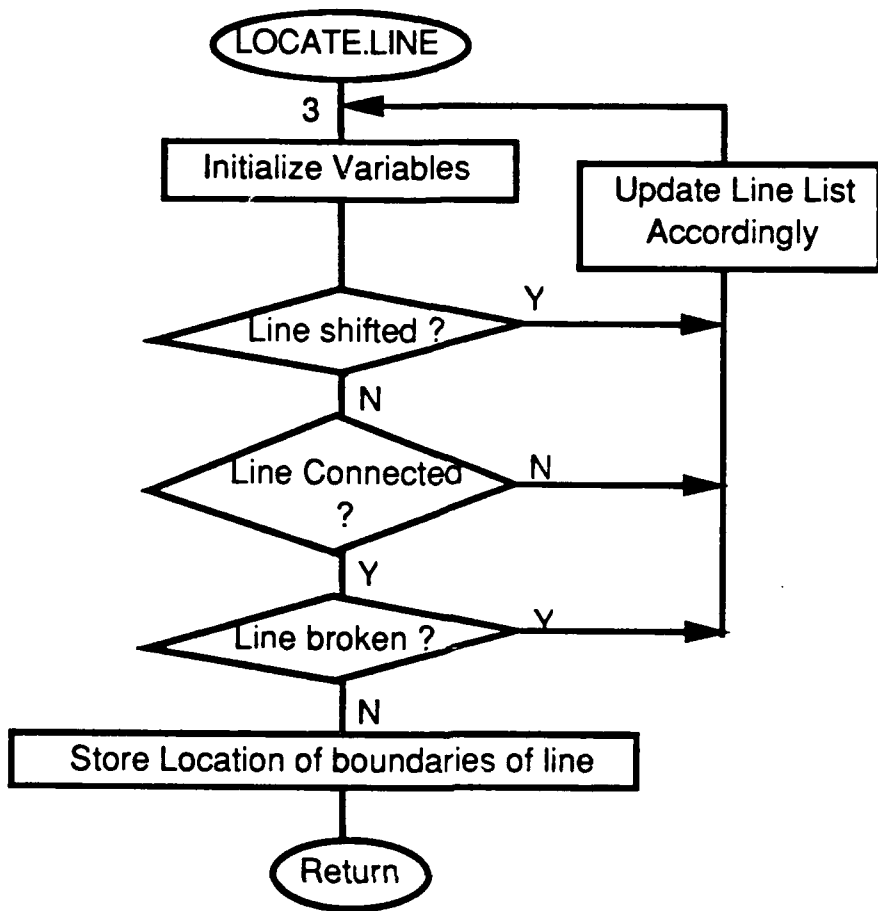 LOCATE.LINE
3
Initialize Variables
Update Line List
Accordingly
Line shifted ?
Y
N
Line Connected
?
N
Y
Line broken ?
Y
N
Store Location of boundaries of line
Return